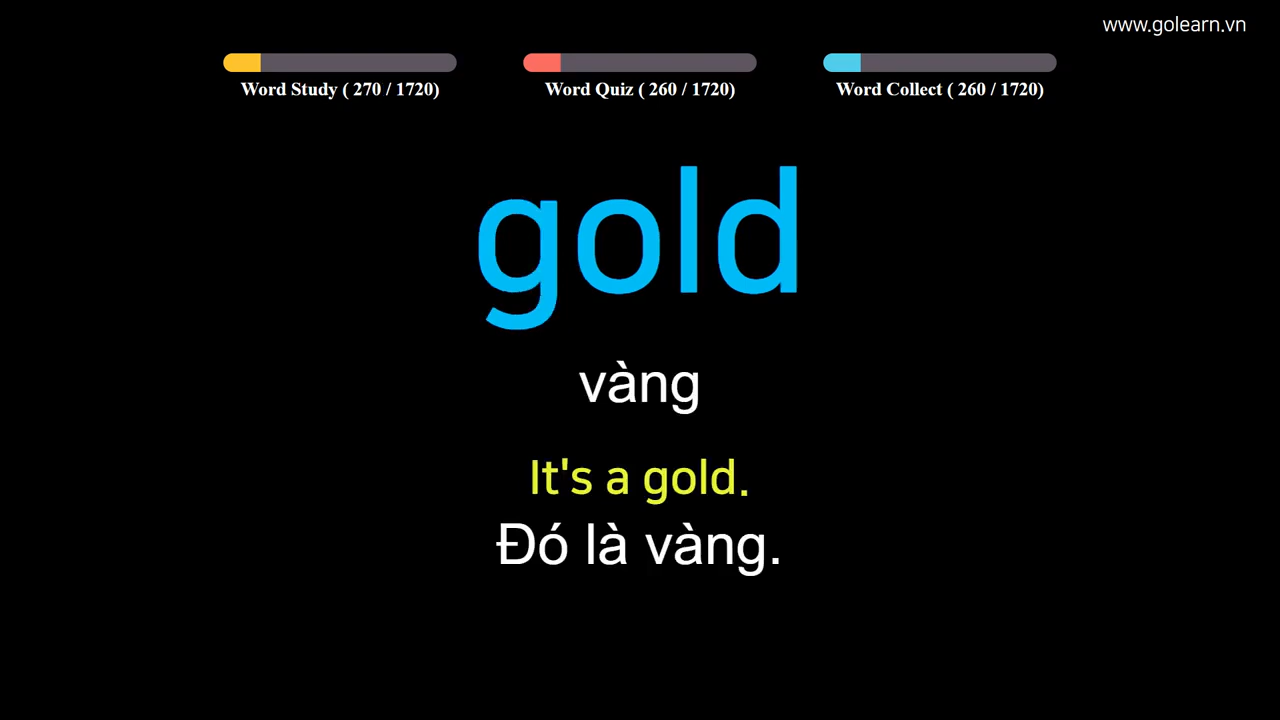 www.golearn.vn
Word Study ( 270 / 1720)
Word Quiz ( 260 / 1720)
Word Collect ( 260 / 1720)
gold
vàng
It's a gold.
Đó là vàng.